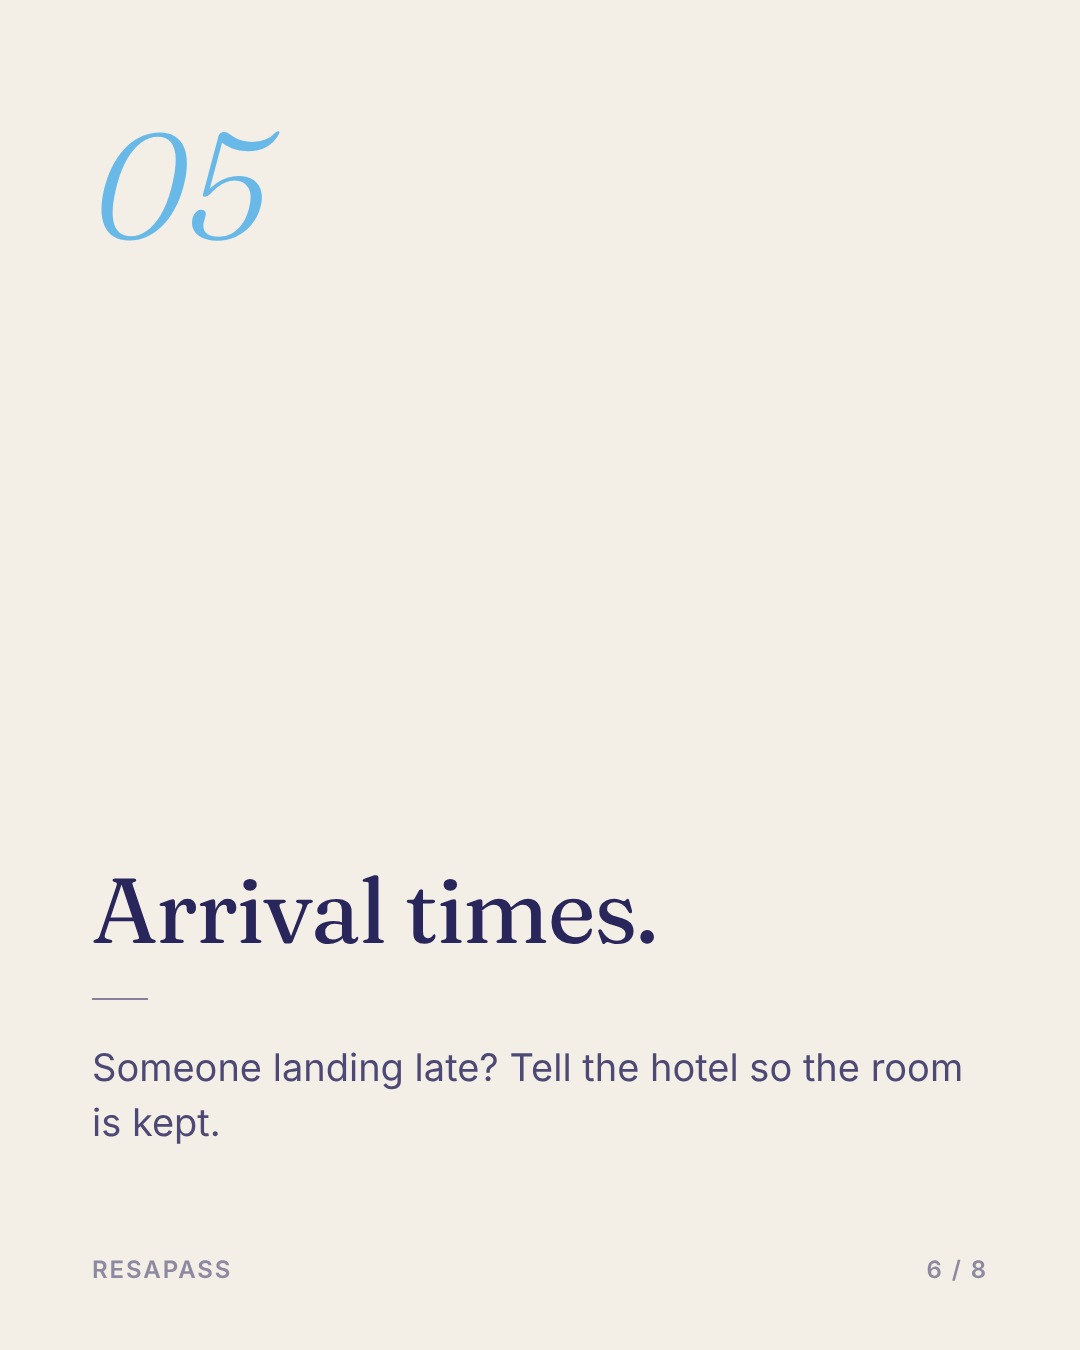 05
Arrival times.
Someone landing late? Tell the hotel so the room
is kept.
RESAPASS
6 / 8